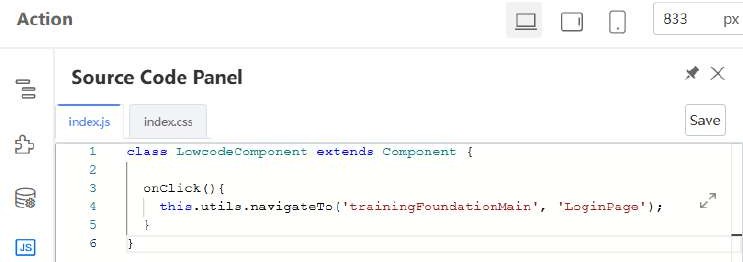 Action
833 px
Source Code Panel
index.js index.css
Save
1 class LowcodeComponent extends Component {
2
3 onClick(){
4 this.utils.navigateTo('trainingFoundationMain', 'LoginPage');
5 }
6 }
JS